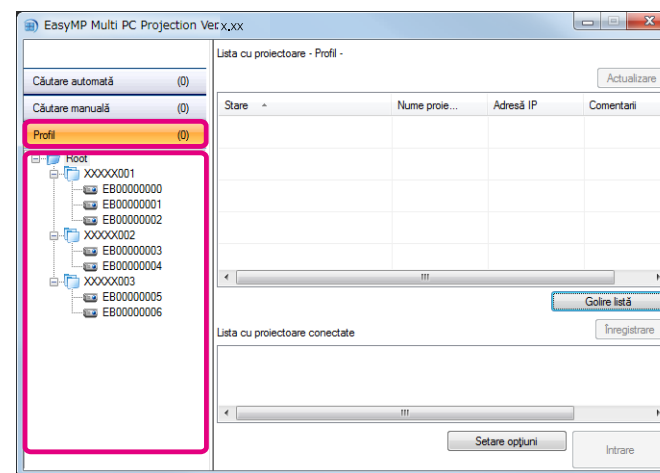 EasyMP Multi PC Projection Ver.x.xx
Lista cu proiectoare - Profil -
Căutare automată (0)
Actualizare
Căutare manuală (0)
Stare Nume proie... Adresă IP Comentarii
Profil (0)
Root
XXXXX001
EB00000000
EB00000001
EB00000002
XXXXX002
EB00000003
EB00000004
XXXXX003
EB00000005
EB00000006
Golire listă
Lista cu proiectoare conectate
Înregistrare
Setare opţiuni
Intrare